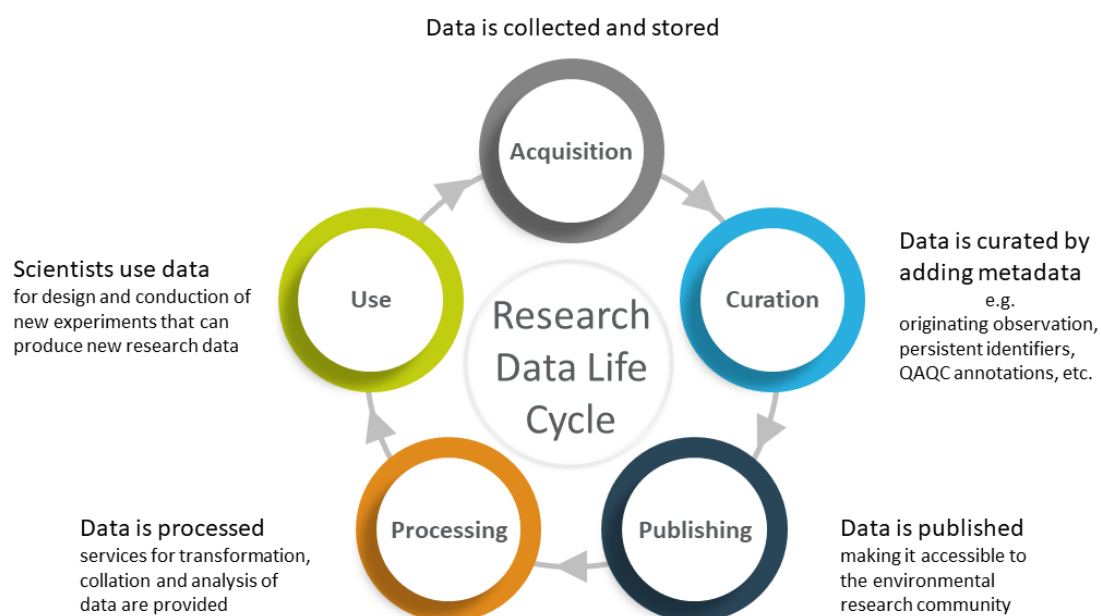 Data is collected and stored
Acquisition
Data is curated by
adding metadata
e.g.
originating observation,
persistent identifiers,
QAQC annotations, etc.
Curation
Scientists use data
for design and conduction of
new experiments that can
produce new research data
Use
Research
Data Life
Cycle
Processing
Publishing
Data is processed
services for transformation,
collation and analysis of
data are provided
Data is published
making it accessible to
the environmental
research community